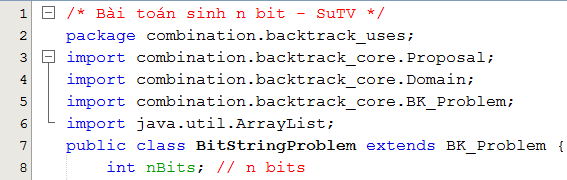 1 /* Bài toán sinh n bit - SuTV */
2 package combination.backtrack_uses;
3 import combination.backtrack_core.Proposal;
4 import combination.backtrack_core.Domain;
5 import combination.backtrack_core.BK_Problem;
6 import java.util.ArrayList;
7 public class BitStringProblem extends BK_Problem {
8 int nBits; // n bits